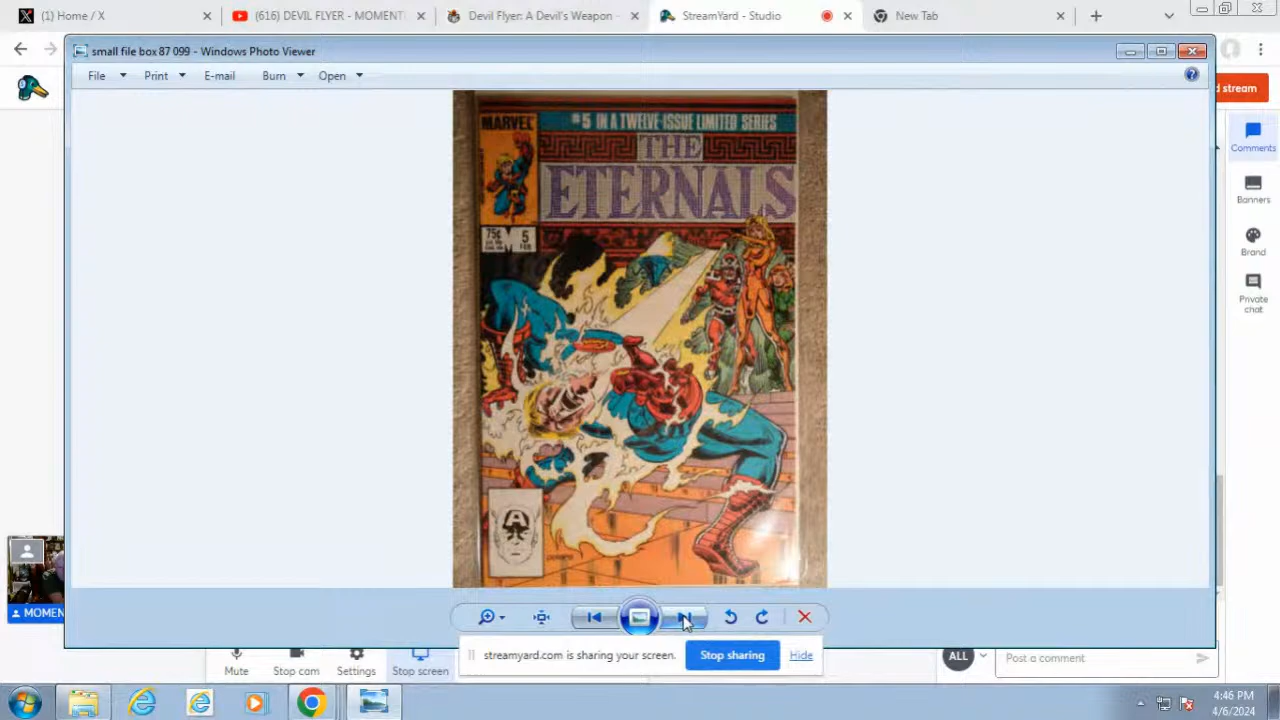 (1) Home / X
(616) DEVIL FLYER - MOMENT
Devil Flyer: A Devil's Weapon -
StreamYard - Studio
New Tab
small file box 87 099 - Windows Photo Viewer
File
Print
E-mail
Burn
Open
d stream
MARVEL
#5 IN A TWELVE-ISSUE LIMITED SERIES
THE
ETERNALS
75¢
5
FEB
Comments
Banners
Brand
Private
chat
MOMEN
streamyard.com is sharing your screen.
Stop sharing
Hide
Mute
Stop cam
Settings
Stop screen
ALL
Post a comment
4:46 PM
4/6/2024